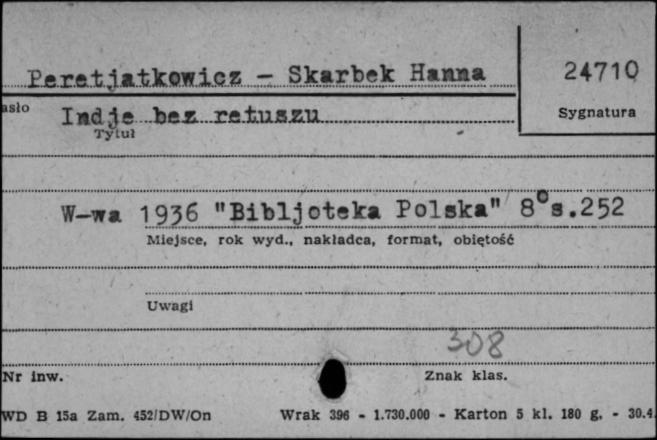 Peretjatkowicz - Skarbek Hanna
24710
asło
Indje bez retuszu
Sygnatura
Tytuł
W-wa 1936 "Bibljoteka Polska" 8° s.252
Miejsce, rok wyd., nakładca, format, objętość
Uwagi
308
Nr inw.
Znak klas.
WD B 15a Zam. 452/DW/On Wrak 396 - 1.730.000 - Karton 5 kl. 180 g. - 30.4